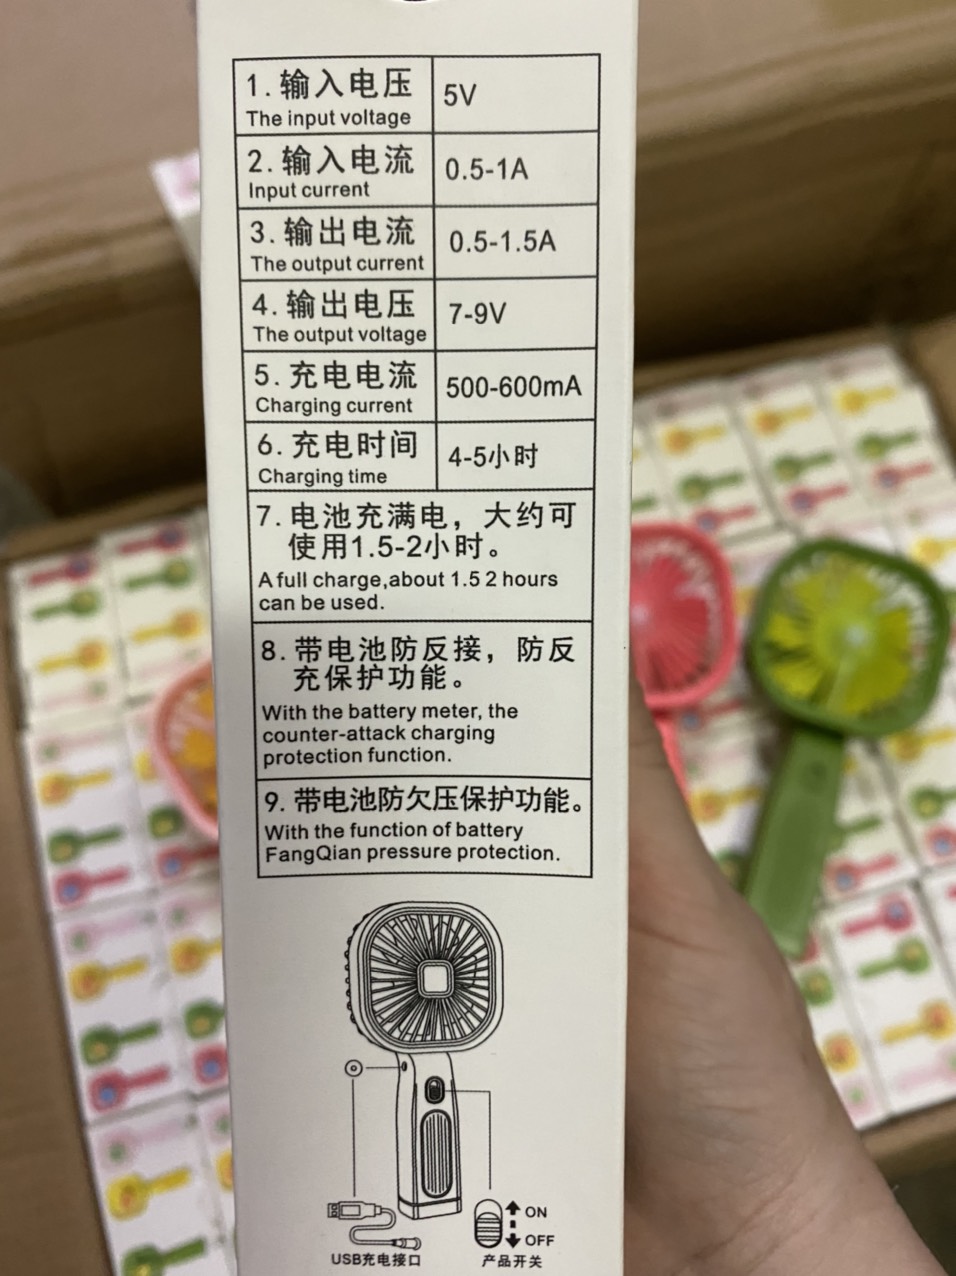 1.输入电压
The input voltage
5V
2.输入电流
Input current
0.5-1A
3.输出电流
The output current
0.5-1.5A
4.输出电压
The output voltage
7-9V
5.充电电流
Charging current
500-600mA
6.充电时间
Charging time
4-5小时
7.电池充满电，大约可
使用1.5-2小时。
A full charge,about 1.5 2 hours
can be used.
8.带电池防反接，防反
充保护功能。
With the battery meter, the
counter-attack charging
protection function.
9.带电池防欠压保护功能。
With the function of battery
FangQian pressure protection.
ON
OFF
USB充电接口
产品开关